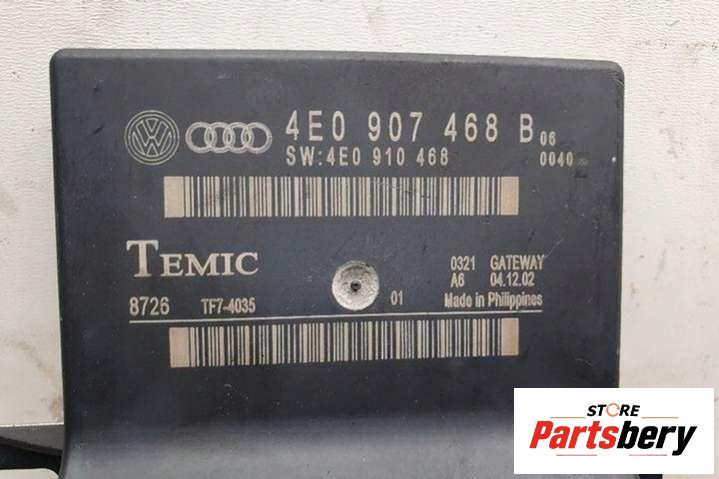 4E0 907 468 B 06
SW:4E0 910 468 0040
TEMIC
0321 GATEWAY
A6 04.12.02
8726 TF7-4035 01 Made in Philippines
STORE
Partsbery